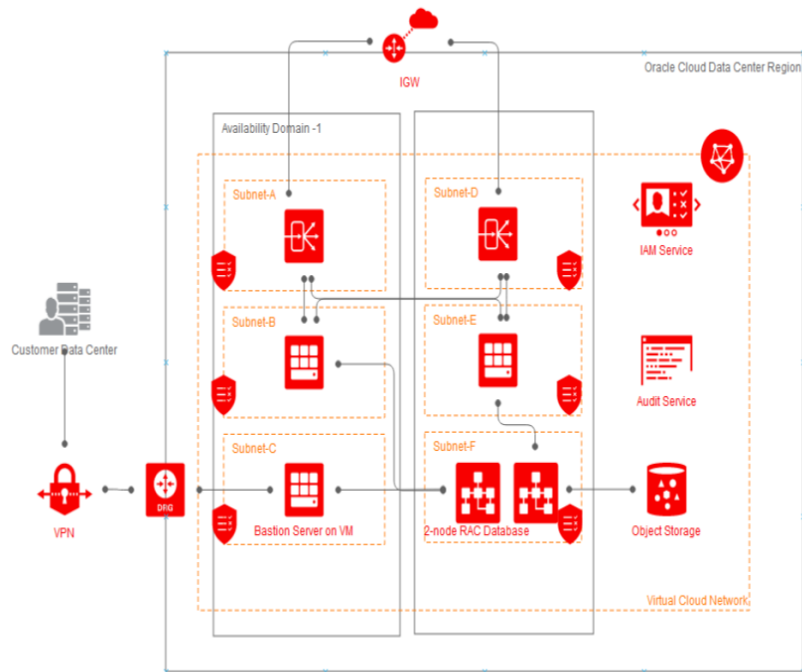 Oracle Cloud Data Center Region
IGW
Availability Domain -1
Subnet-A
Subnet-D
IAM Service
Subnet-B
Subnet-E
Customer Data Center
Audit Service
Subnet-C
Subnet-F
DRG
VPN
Bastion Server on VM
2-node RAC Database
Object Storage
Virtual Cloud Network